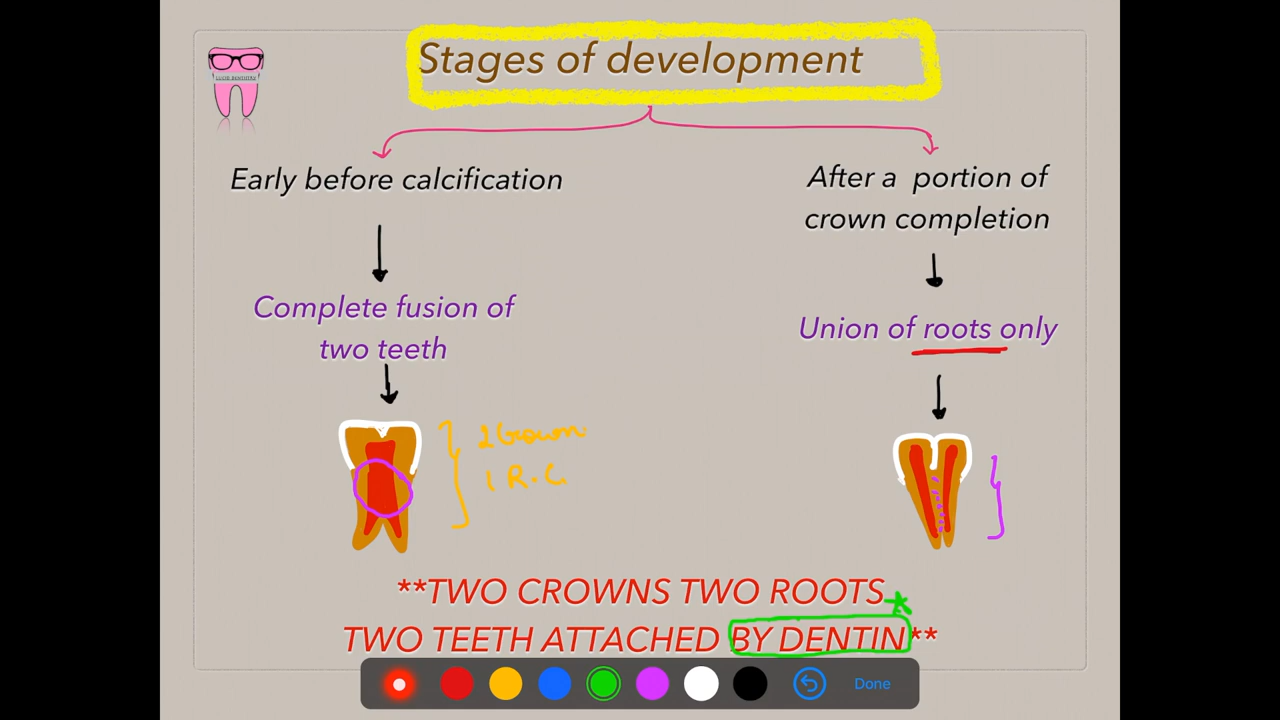 Stages of development
Early before calcification
After a portion of
crown completion
Complete fusion of
two teeth
Union of roots only
2 Crown
1 R.C.
**TWO CROWNS TWO ROOTS
TWO TEETH ATTACHED BY DENTIN**
Done